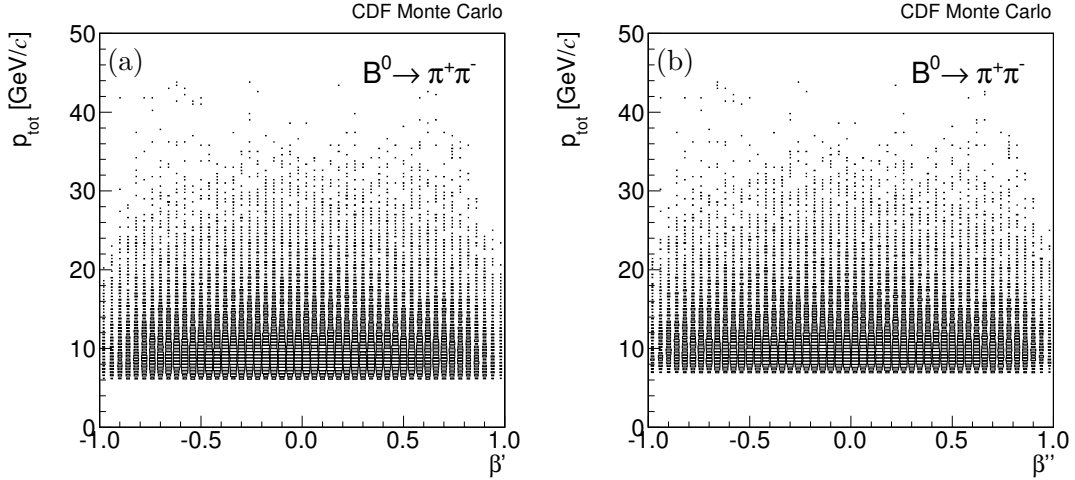 CDF Monte Carlo
(a)
B⁰→ π⁺π⁻
p_tot [GeV/c]
50
40
30
20
10
0
-1.0 -0.5 0.0 0.5 1.0
β'
CDF Monte Carlo
(b)
B⁰→ π⁺π⁻
p_tot [GeV/c]
50
40
30
20
10
0
-1.0 -0.5 0.0 0.5 1.0
β''